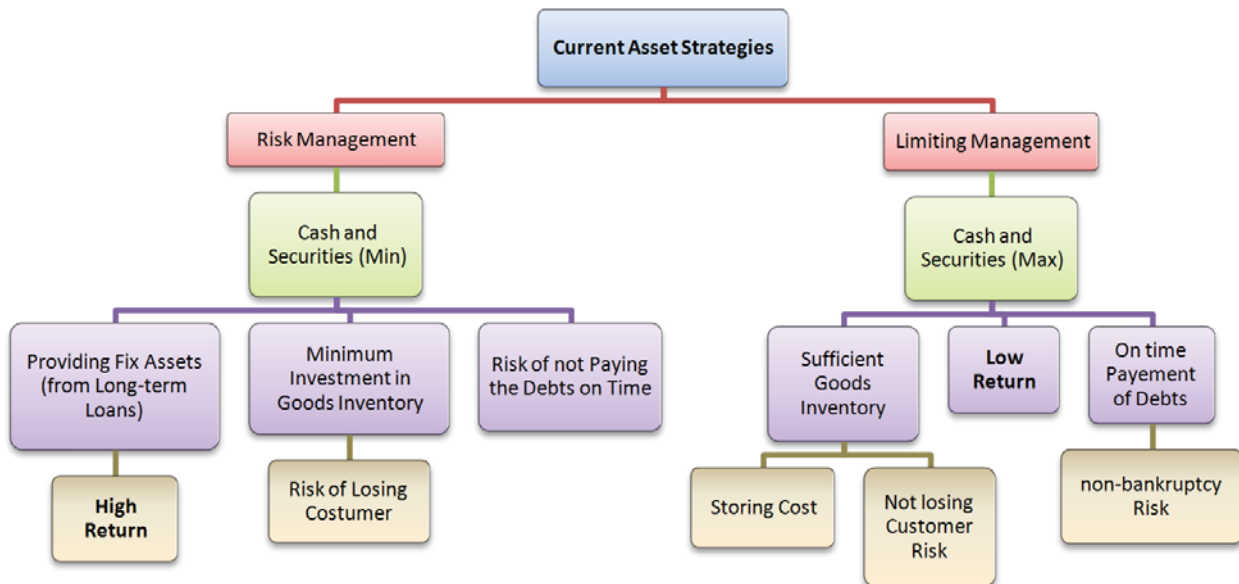 Current Asset Strategies
Risk Management
Limiting Management
Cash and
Securities (Min)
Cash and
Securities (Max)
Providing Fix Assets
(from Long-term
Loans)
Minimum
Investment in
Goods Inventory
Risk of not Paying
the Debts on Time
Sufficient
Goods
Inventory
Low
Return
On time
Payement
of Debts
High
Return
Risk of Losing
Costumer
Storing Cost
Not losing
Customer
Risk
non-bankruptcy
Risk